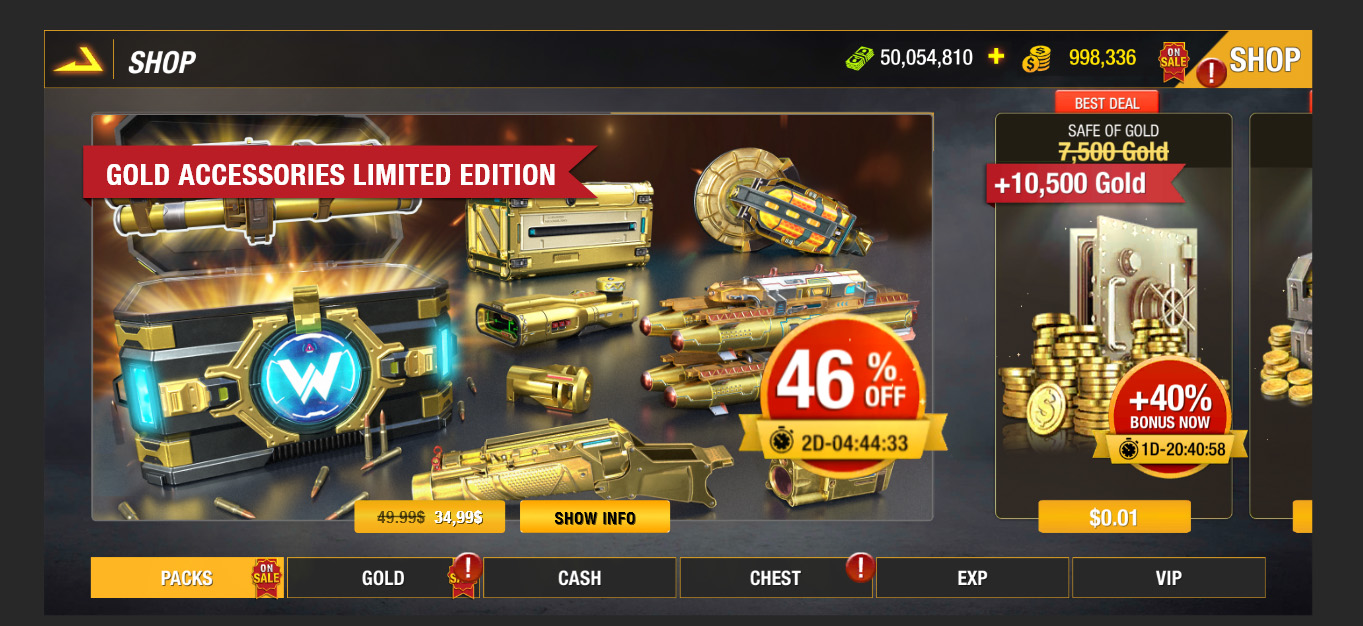 SHOP
50,054,810
998,336
ON
SALE
!
SHOP
GOLD ACCESSORIES LIMITED EDITION
W
46
%
OFF
2D-04:44:33
49.99$ 34,99$
SHOW INFO
BEST DEAL
SAFE OF GOLD
7,500 Gold
+10,500 Gold
+40%
BONUS NOW
1D-20:40:58
$0.01
PACKS
ON
SALE
GOLD
!
CASH
CHEST
!
EXP
VIP